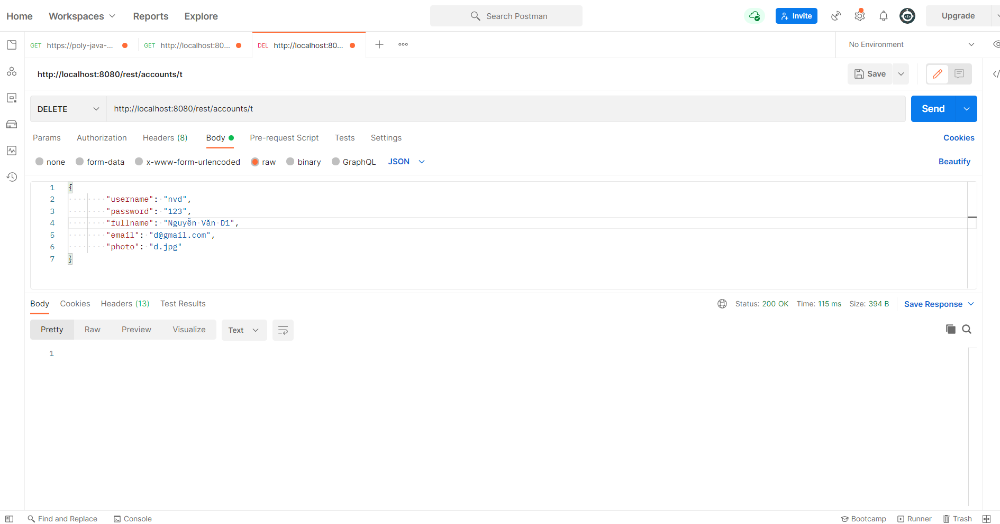 Home Workspaces Reports Explore Search Postman Invite Upgrade
GET https://poly-java-... GET http://localhost:80... DEL http://localhost:80... No Environment
http://localhost:8080/rest/accounts/t Save
DELETE http://localhost:8080/rest/accounts/t Send
Params Authorization Headers (8) Body Pre-request Script Tests Settings Cookies
none form-data x-www-form-urlencoded raw binary GraphQL JSON Beautify
1 {
2 "username": "nvd",
3 "password": "123",
4 "fullname": "Nguyễn Văn D1",
5 "email": "d@gmail.com",
6 "photo": "d.jpg"
7 }
Body Cookies Headers (13) Test Results Status: 200 OK Time: 115 ms Size: 394 B Save Response
Pretty Raw Preview Visualize Text
1
Find and Replace Console Bootcamp Runner Trash